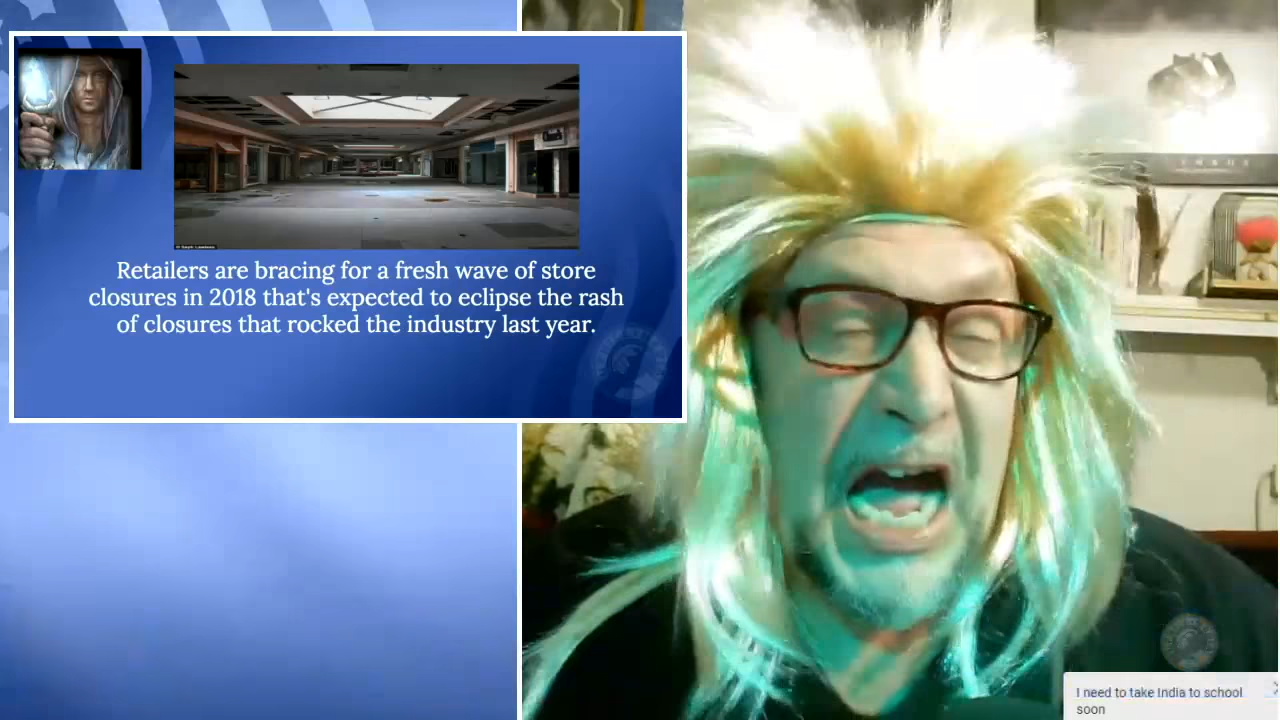 Retailers are bracing for a fresh wave of store
closures in 2018 that's expected to eclipse the rash
of closures that rocked the industry last year.
I need to take India to school
soon